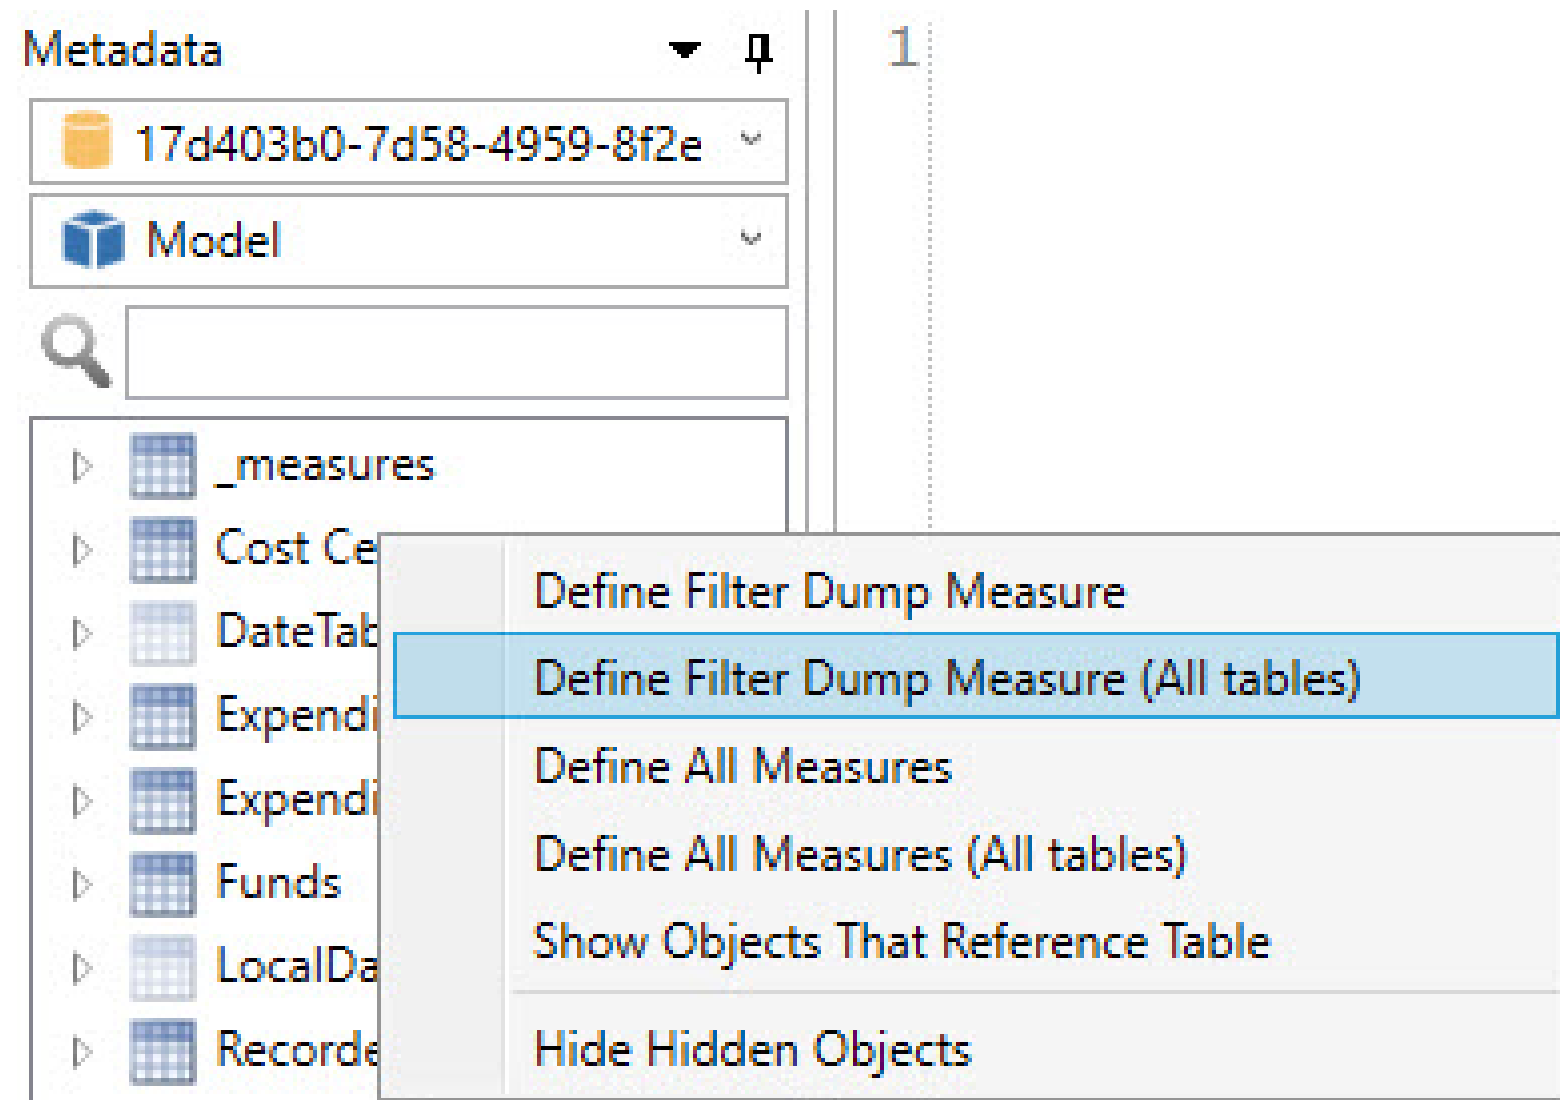 Metadata
1
17d403b0-7d58-4959-8f2e
Model
_measures
Cost Ce
DateTab
Expendi
Expendi
Funds
LocalDa
Recorde
Define Filter Dump Measure
Define Filter Dump Measure (All tables)
Define All Measures
Define All Measures (All tables)
Show Objects That Reference Table
Hide Hidden Objects